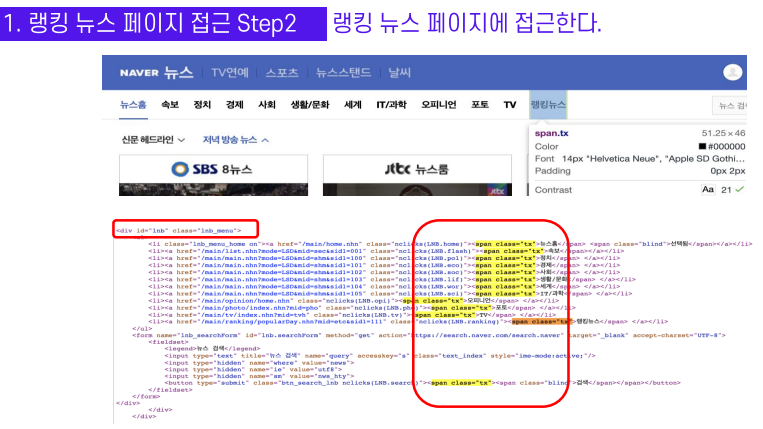 1. 랭킹 뉴스 페이지 접근 Step2 랭킹 뉴스 페이지에 접근한다.
NAVER 뉴스 TV연예 스포츠 뉴스스탠드 날씨
뉴스홈 속보 정치 경제 사회 생활/문화 세계 IT/과학 오피니언 포토 TV 랭킹뉴스 뉴스 검
신문 헤드라인 저녁 방송 뉴스
span.tx 51.25 × 46
Color #000000
Font 14px "Helvetica Neue", "Apple SD Gothi...
Padding 0px 2px
Contrast Aa 21
SBS 8뉴스 jtbc 뉴스룸
jtbc
<div id="lnb" class="lnb_menu">
<li class="lnb_menu_home on"><a href="/main/home.nhn" class="nclicks(LNB.home)"><span class="tx">뉴스홈</span> <span class="blind">선택됨</span></a></li>
<li><a href="/main/list.nhn?mode=LSD&mid=sec&sid1=001" class="nclicks(LNB.flash)"><span class="tx">속보</span></a></li>
<li><a href="/main/main.nhn?mode=LSD&mid=shm&sid1=100" class="nclicks(LNB.pol)"><span class="tx">정치</span> </a></li>
<li><a href="/main/main.nhn?mode=LSD&mid=shm&sid1=101" class="nclicks(LNB.eco)"><span class="tx">경제</span> </a></li>
<li><a href="/main/main.nhn?mode=LSD&mid=shm&sid1=102" class="nclicks(LNB.soc)"><span class="tx">사회</span> </a></li>
<li><a href="/main/main.nhn?mode=LSD&mid=shm&sid1=103" class="nclicks(LNB.lif)"><span class="tx">생활/문화</span> </a></li>
<li><a href="/main/main.nhn?mode=LSD&mid=shm&sid1=104" class="nclicks(LNB.wor)"><span class="tx">세계</span> </a></li>
<li><a href="/main/main.nhn?mode=LSD&mid=shm&sid1=105" class="nclicks(LNB.sci)"><span class="tx">IT/과학</span> </a></li>
<li><a href="/main/opinion/home.nhn" class="nclicks(LNB.opi)"><span class="tx">오피니언</span> </a></li>
<li><a href="/main/photo/index.nhn?mid=pho" class="nclicks(LNB.pho)"><span class="tx">포토</span> </a></li>
<li><a href="/main/tv/index.nhn?mid=tvh" class="nclicks(LNB.tv)"><span class="tx">TV</span> </a></li>
<li><a href="/main/ranking/popularDay.nhn?mid=etc&sid1=111" class="nclicks(LNB.ranking)"><span class="tx">랭킹뉴스</span> </a></li>
</ul>
<form name="lnb_searchForm" id="lnb.searchForm" method="get" action="https://search.naver.com/search.naver" target="_blank" accept-charset="UTF-8">
<fieldset>
<legend>뉴스 검색</legend>
<input type="text" title="뉴스 검색" name="query" accesskey="s" class="text_index" style="ime-mode:active;"/>
<input type="hidden" name="where" value="news">
<input type="hidden" name="ie" value="utf8">
<input type="hidden" name="sm" value="nws_hty">
<button type="submit" class="btn_search_lnb nclicks(LNB.search)"><span class="tx"><span class="blind">검색</span></span></button>
</fieldset>
</form>
</div>
</div>
</div>